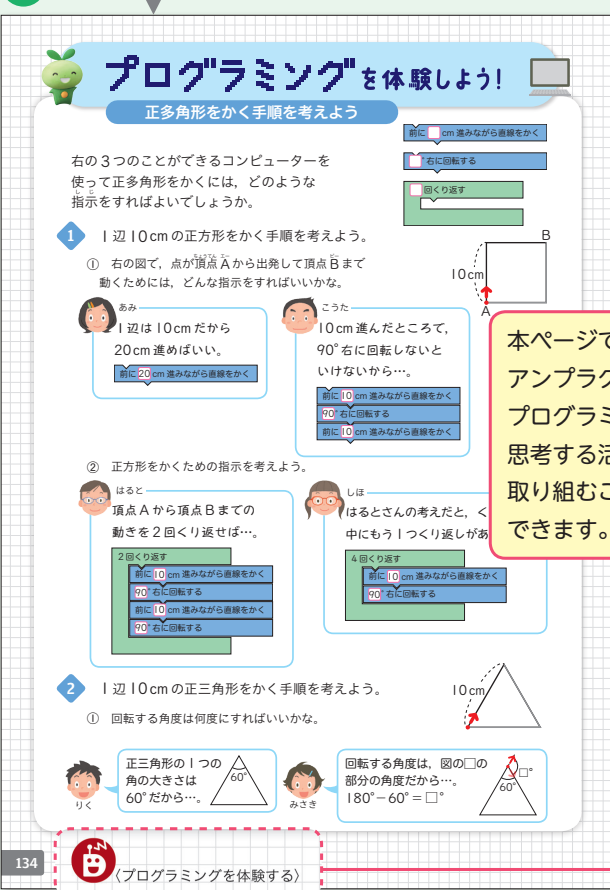 プログラミングを体験しよう!
正多角形をかく手順を考えよう
右の3つのことができるコンピューターを
使って正多角形をかくには,どのような
指示をすればよいでしょうか。
しじ
前に□cm進みながら直線をかく
□°右に回転する
□回くり返す
1 1辺10cmの正方形をかく手順を考えよう。
① 右の図で,点が頂点Aから出発して頂点Bまで
ちょうてん エー ビー
動くためには,どんな指示をすればいいかな。
B
10cm
A
あみ
1辺は10cmだから
20cm進めばいい。
前に20cm進みながら直線をかく
こうた
10cm進んだところで,
90°右に回転しないと
いけないから…。
前に10cm進みながら直線をかく
90°右に回転する
前に10cm進みながら直線をかく
本ページで
アンプラグ
プログラミ
思考する活
取り組むこ
できます。
② 正方形をかくための指示を考えよう。
はると
頂点Aから頂点Bまでの
動きを2回くり返せば…。
2回くり返す
前に10cm進みながら直線をかく
90°右に回転する
前に10cm進みながら直線をかく
90°右に回転する
しほ
はるとさんの考えだと,く
中にもう1つくり返しがあ
4回くり返す
前に10cm進みながら直線をかく
90°右に回転する
2 1辺10cmの正三角形をかく手順を考えよう。
① 回転する角度は何度にすればいいかな。
10cm
りく
正三角形の1つの
角の大きさは
60°だから…。
60°
みさき
回転する角度は,図の□の
部分の角度だから…。
180°-60°=□°
□°
60°
134
〈プログラミングを体験する〉